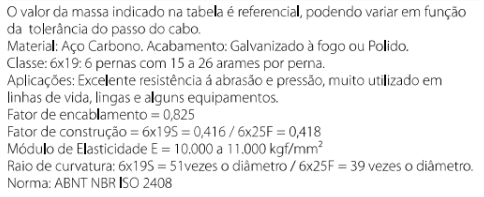 O valor da massa indicado na tabela é referencial, podendo variar em função
da tolerância do passo do cabo.
Material: Aço Carbono. Acabamento: Galvanizado à fogo ou Polido.
Classe: 6x19: 6 pernas com 15 a 26 arames por perna.
Aplicações: Excelente resistência á abrasão e pressão, muito utilizado em
linhas de vida, lingas e alguns equipamentos.
Fator de encablamento = 0,825
Fator de construção = 6x19S = 0,416 / 6x25F = 0,418
Módulo de Elasticidade E = 10.000 a 11.000 kgf/mm²
Raio de curvatura: 6x19S = 51vezes o diâmetro / 6x25F = 39 vezes o diâmetro.
Norma: ABNT NBR ISO 2408